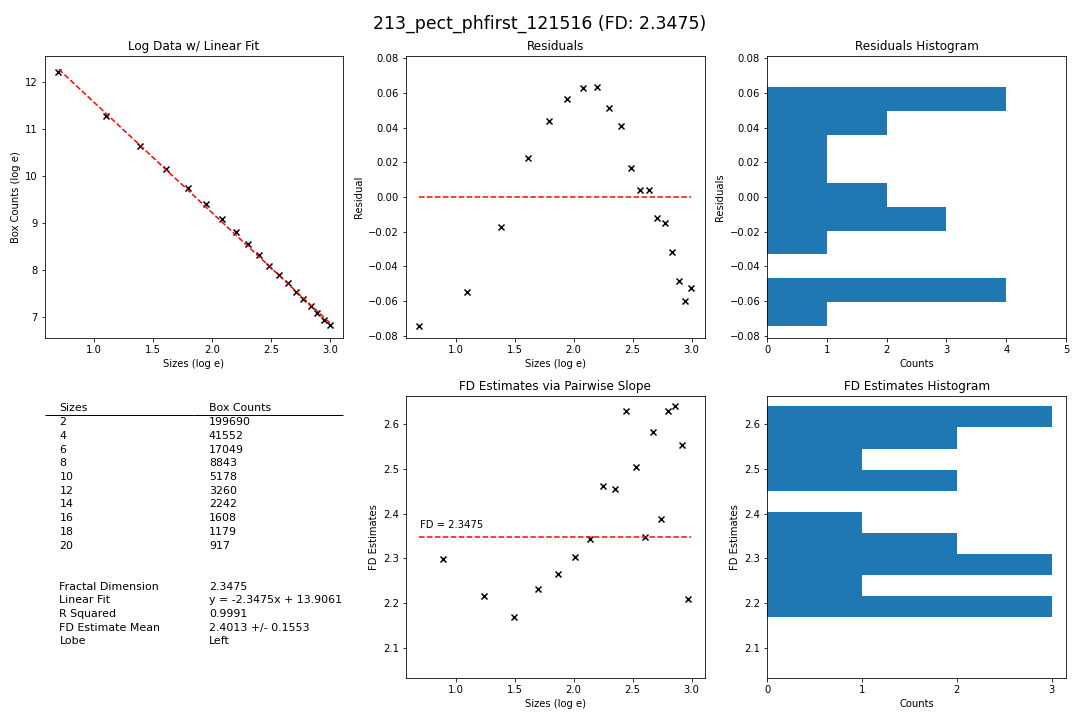 213_pect_phfirst_121516 (FD: 2.3475)
Log Data w/ Linear Fit
Box Counts (log e)
12
11
10
9
8
7
1.0 1.5 2.0 2.5 3.0
Sizes (log e)
Residuals
Residual
0.08
0.06
0.04
0.02
0.00
−0.02
−0.04
−0.06
−0.08
1.0 1.5 2.0 2.5 3.0
Sizes (log e)
Residuals Histogram
Residuals
0.08
0.06
0.04
0.02
0.00
−0.02
−0.04
−0.06
−0.08
0 1 2 3 4 5
Counts
Sizes Box Counts
2 199690
4 41552
6 17049
8 8843
10 5178
12 3260
14 2242
16 1608
18 1179
20 917
Fractal Dimension 2.3475
Linear Fit y = -2.3475x + 13.9061
R Squared 0.9991
FD Estimate Mean 2.4013 +/- 0.1553
Lobe Left
FD Estimates via Pairwise Slope
FD Estimates
2.6
2.5
2.4
2.3
2.2
2.1
FD = 2.3475
1.0 1.5 2.0 2.5 3.0
Sizes (log e)
FD Estimates Histogram
FD Estimates
2.6
2.5
2.4
2.3
2.2
2.1
0 1 2 3
Counts